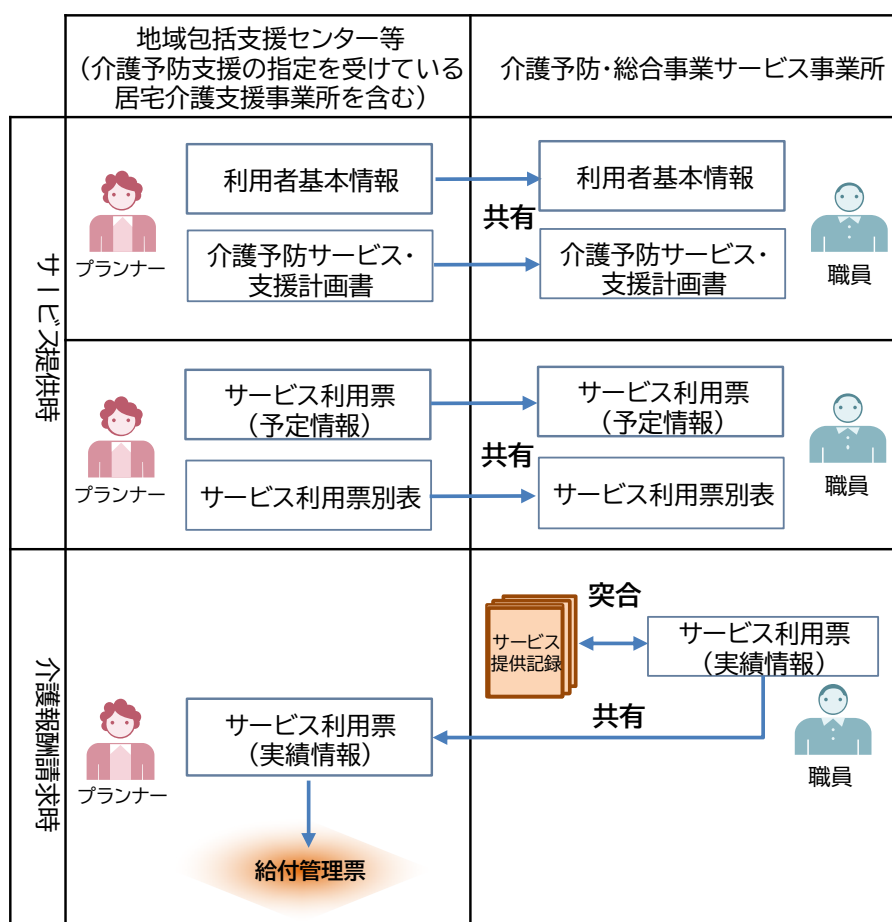 地域包括支援センター等
（介護予防支援の指定を受けている
居宅介護支援事業所を含む）
介護予防・総合事業サービス事業所
サービス提供時
利用者基本情報
利用者基本情報
共有
プランナー
介護予防サービス・
支援計画書
介護予防サービス・
支援計画書
職員
サービス利用票
（予定情報）
サービス利用票
（予定情報）
共有
プランナー
サービス利用票別表
サービス利用票別表
職員
介護報酬請求時
突合
サービス
提供記録
サービス利用票
（実績情報）
共有
プランナー
サービス利用票
（実績情報）
職員
給付管理票